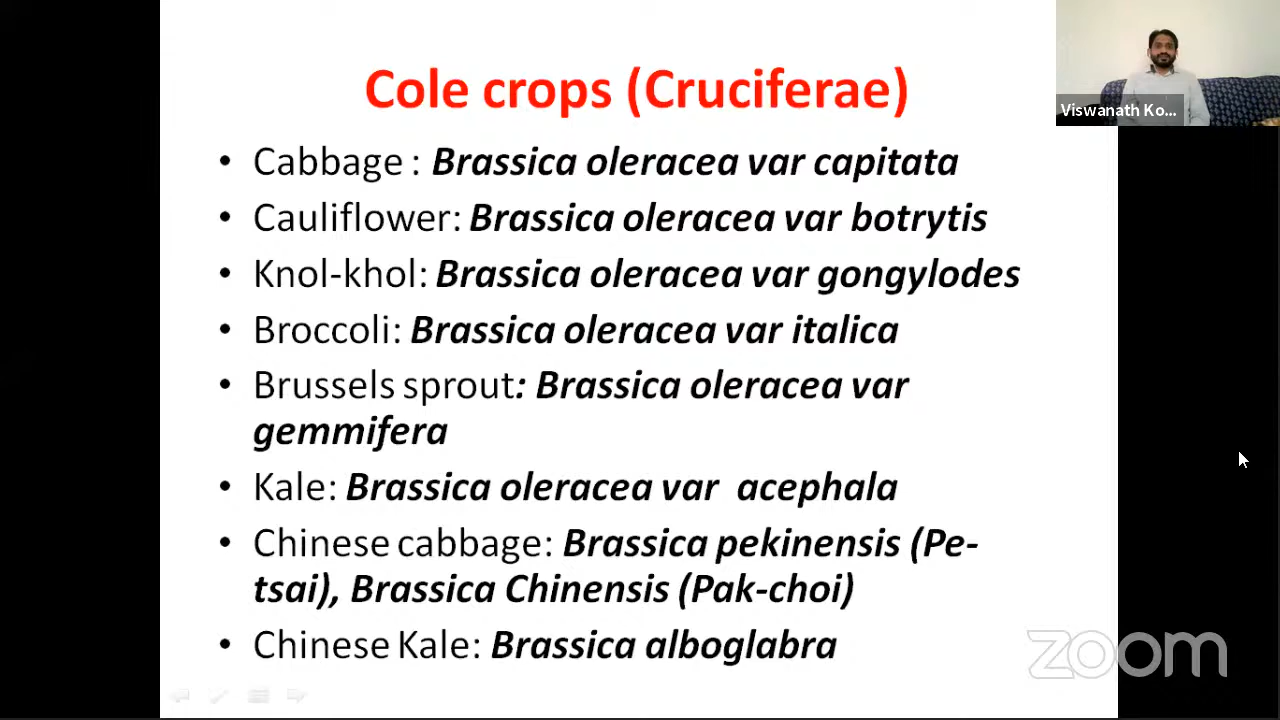 Cole crops (Cruciferae)
Viswanath Ko...
• Cabbage : Brassica oleracea var capitata
• Cauliflower: Brassica oleracea var botrytis
• Knol-khol: Brassica oleracea var gongylodes
• Broccoli: Brassica oleracea var italica
• Brussels sprout: Brassica oleracea var
gemmifera
• Kale: Brassica oleracea var acephala
• Chinese cabbage: Brassica pekinensis (Pe-
tsai), Brassica Chinensis (Pak-choi)
• Chinese Kale: Brassica alboglabra
zoom